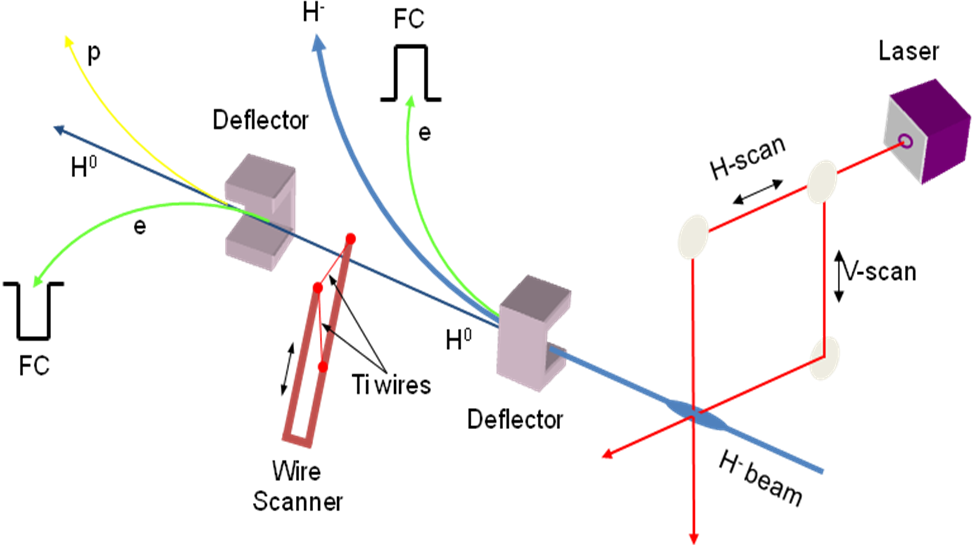 H⁻
FC
Laser
p
Deflector
e
H-scan
H⁰
e
V-scan
FC
H⁰
Ti wires
Deflector
Wire
Scanner
H⁻ beam